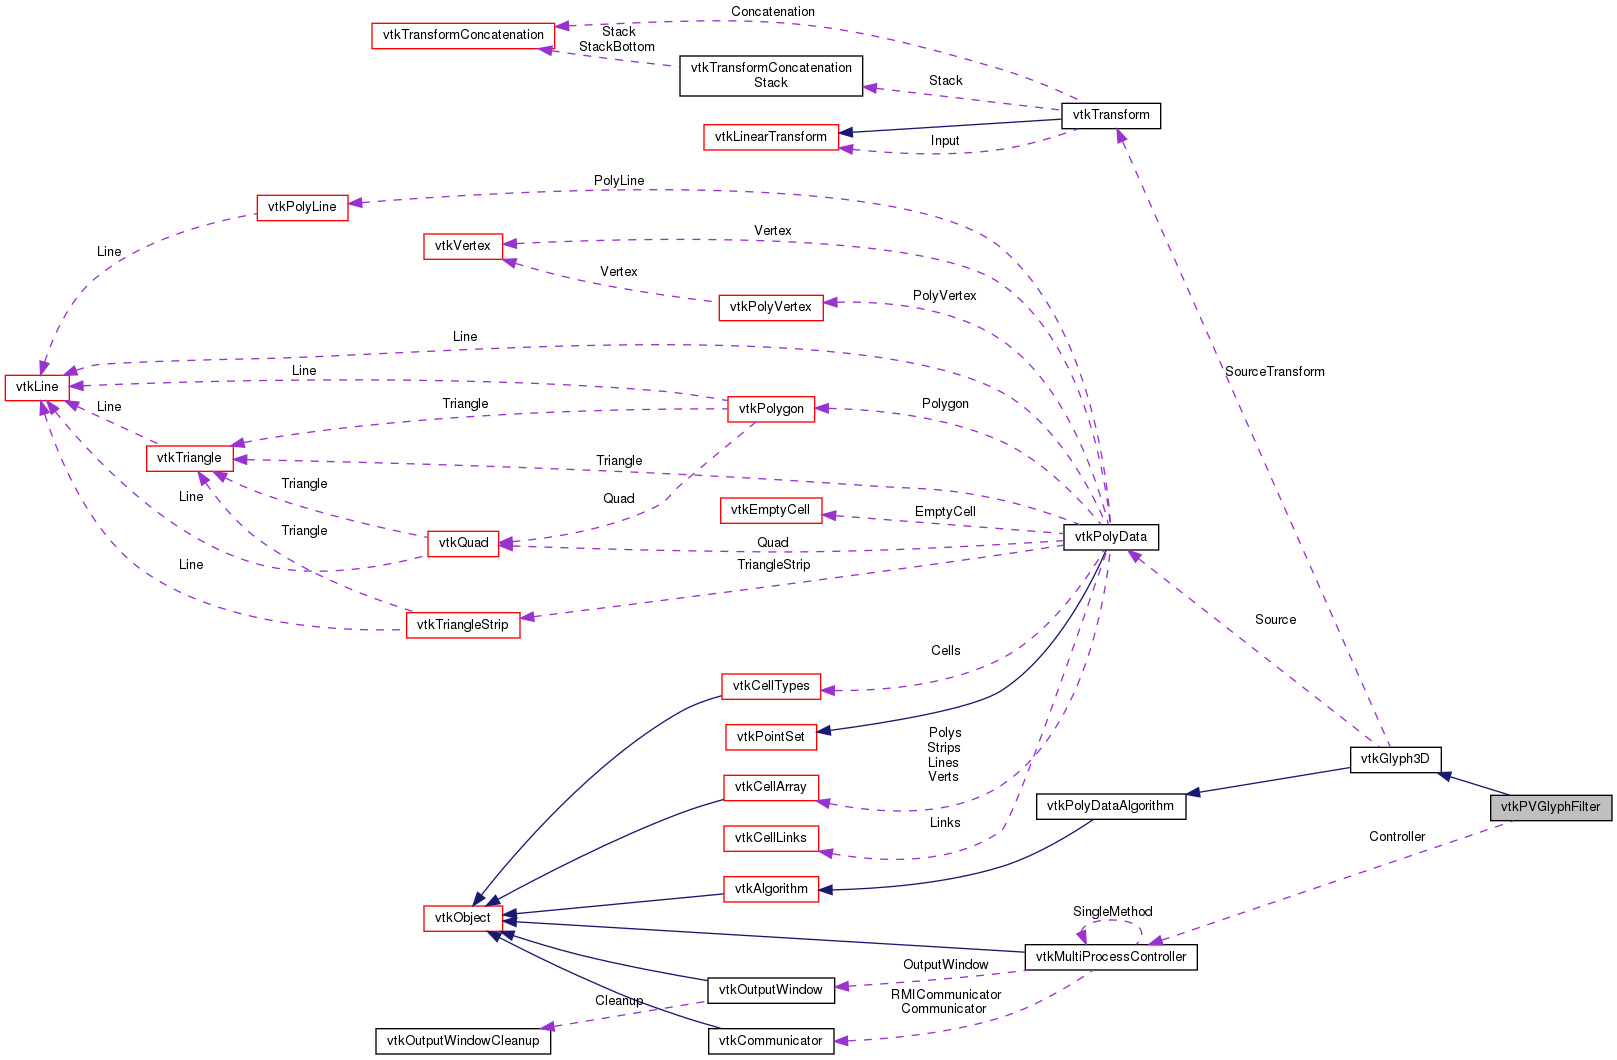 Concatenation
vtkTransformConcatenation
Stack
StackBottom
vtkTransformConcatenation
Stack
Stack
vtkTransform
vtkLinearTransform
Input
PolyLine
vtkPolyLine
Vertex
vtkVertex
Line
Vertex
PolyVertex
vtkPolyVertex
Line
Line
SourceTransform
vtkLine
Line
Triangle
vtkPolygon
Polygon
vtkTriangle
Triangle
Triangle
Line
Quad
vtkEmptyCell
EmptyCell
Triangle
vtkQuad
Quad
vtkPolyData
Line
TriangleStrip
vtkTriangleStrip
Source
Cells
vtkCellTypes
vtkPointSet
Polys
Strips
Lines
Verts
vtkGlyph3D
vtkCellArray
vtkPolyDataAlgorithm
vtkPVGlyphFilter
Links
vtkCellLinks
Controller
vtkAlgorithm
vtkObject
SingleMethod
vtkMultiProcessController
OutputWindow
vtkOutputWindow
RMICommunicator
Communicator
Cleanup
vtkOutputWindowCleanup
vtkCommunicator